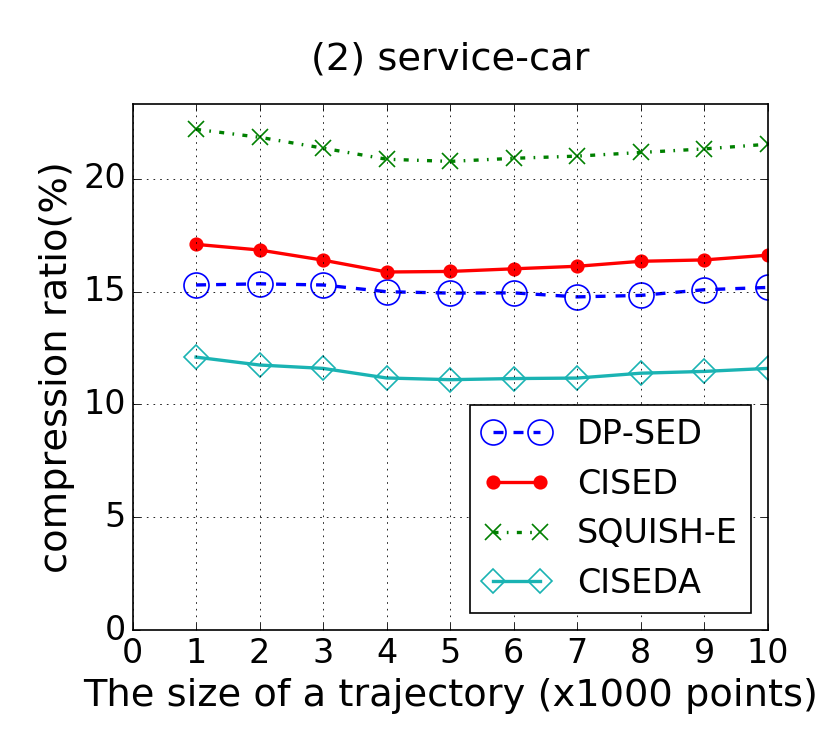 (2) service-car
compression ratio(%)
20
15
10
5
0
DP-SED
CISED
SQUISH-E
CISEDA
0 1 2 3 4 5 6 7 8 9 10
The size of a trajectory (x1000 points)